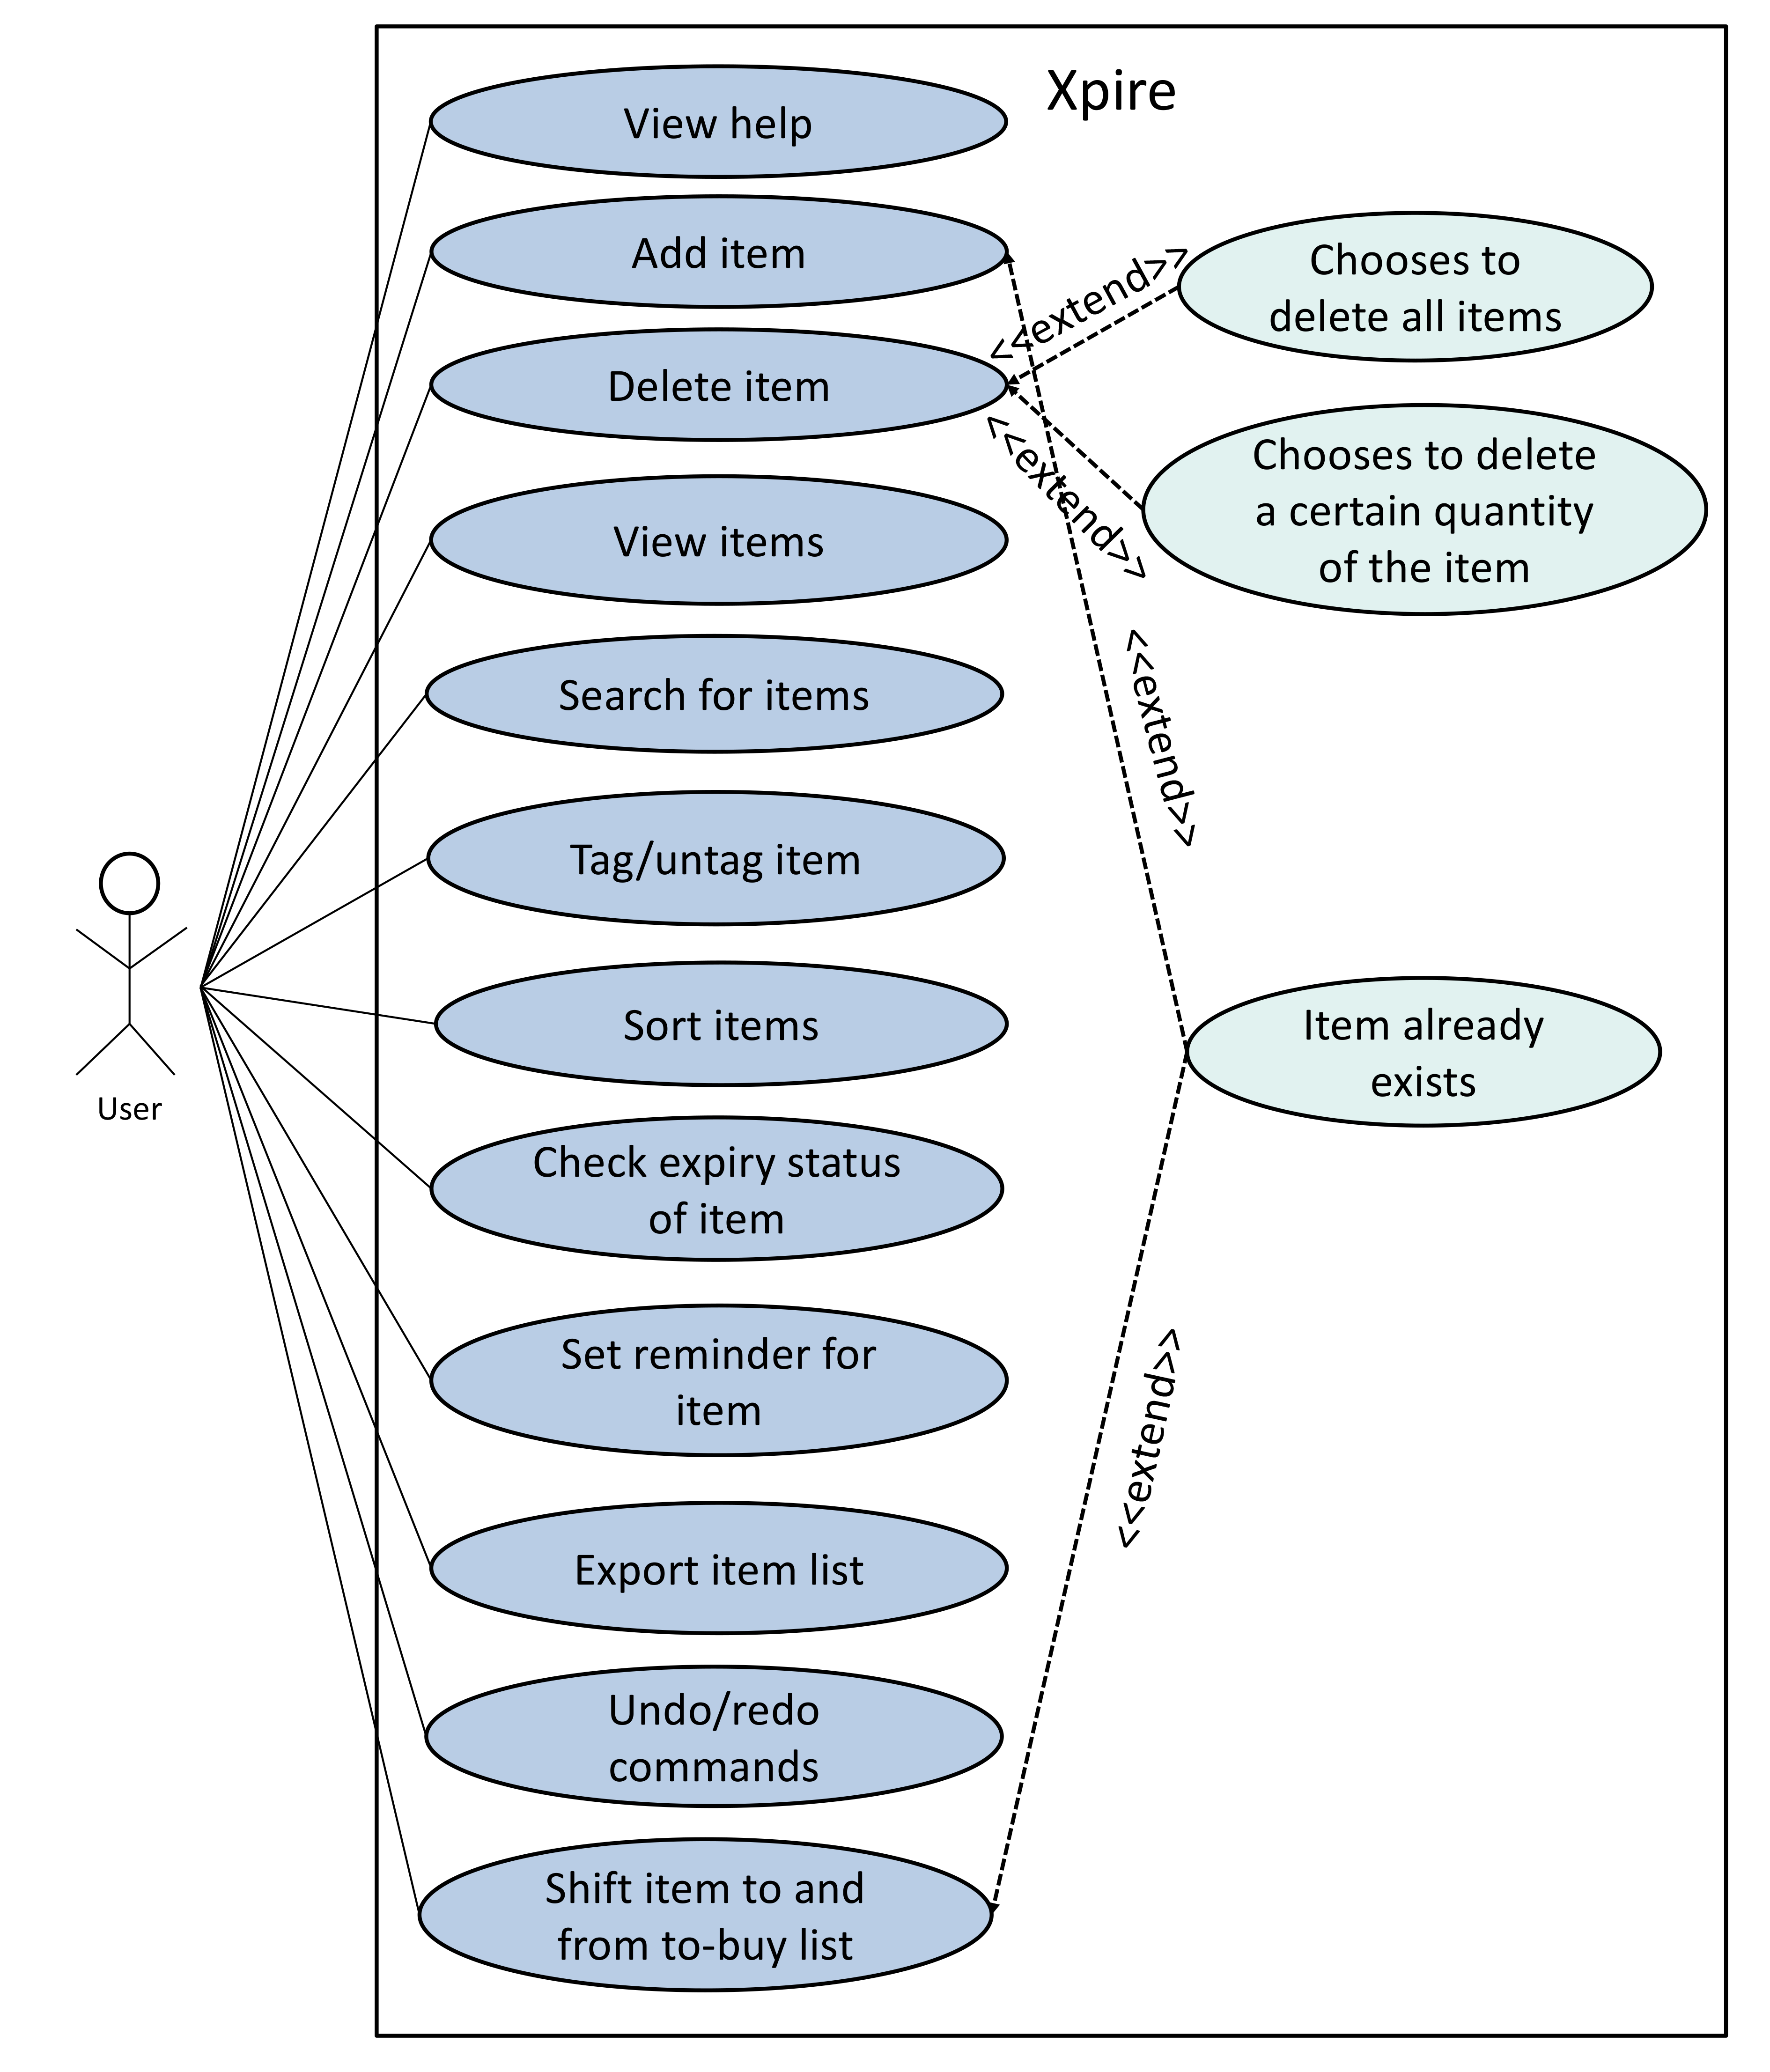 Xpire
View help
Add item
Delete item
View items
Search for items
Tag/untag item
Sort items
Check expiry status
of item
Set reminder for
item
Export item list
Undo/redo
commands
Shift item to and
from to-buy list
User
<<extend>>
<<extend>>
<<extend>>
<<extend>>
Chooses to
delete all items
Chooses to delete
a certain quantity
of the item
Item already
exists